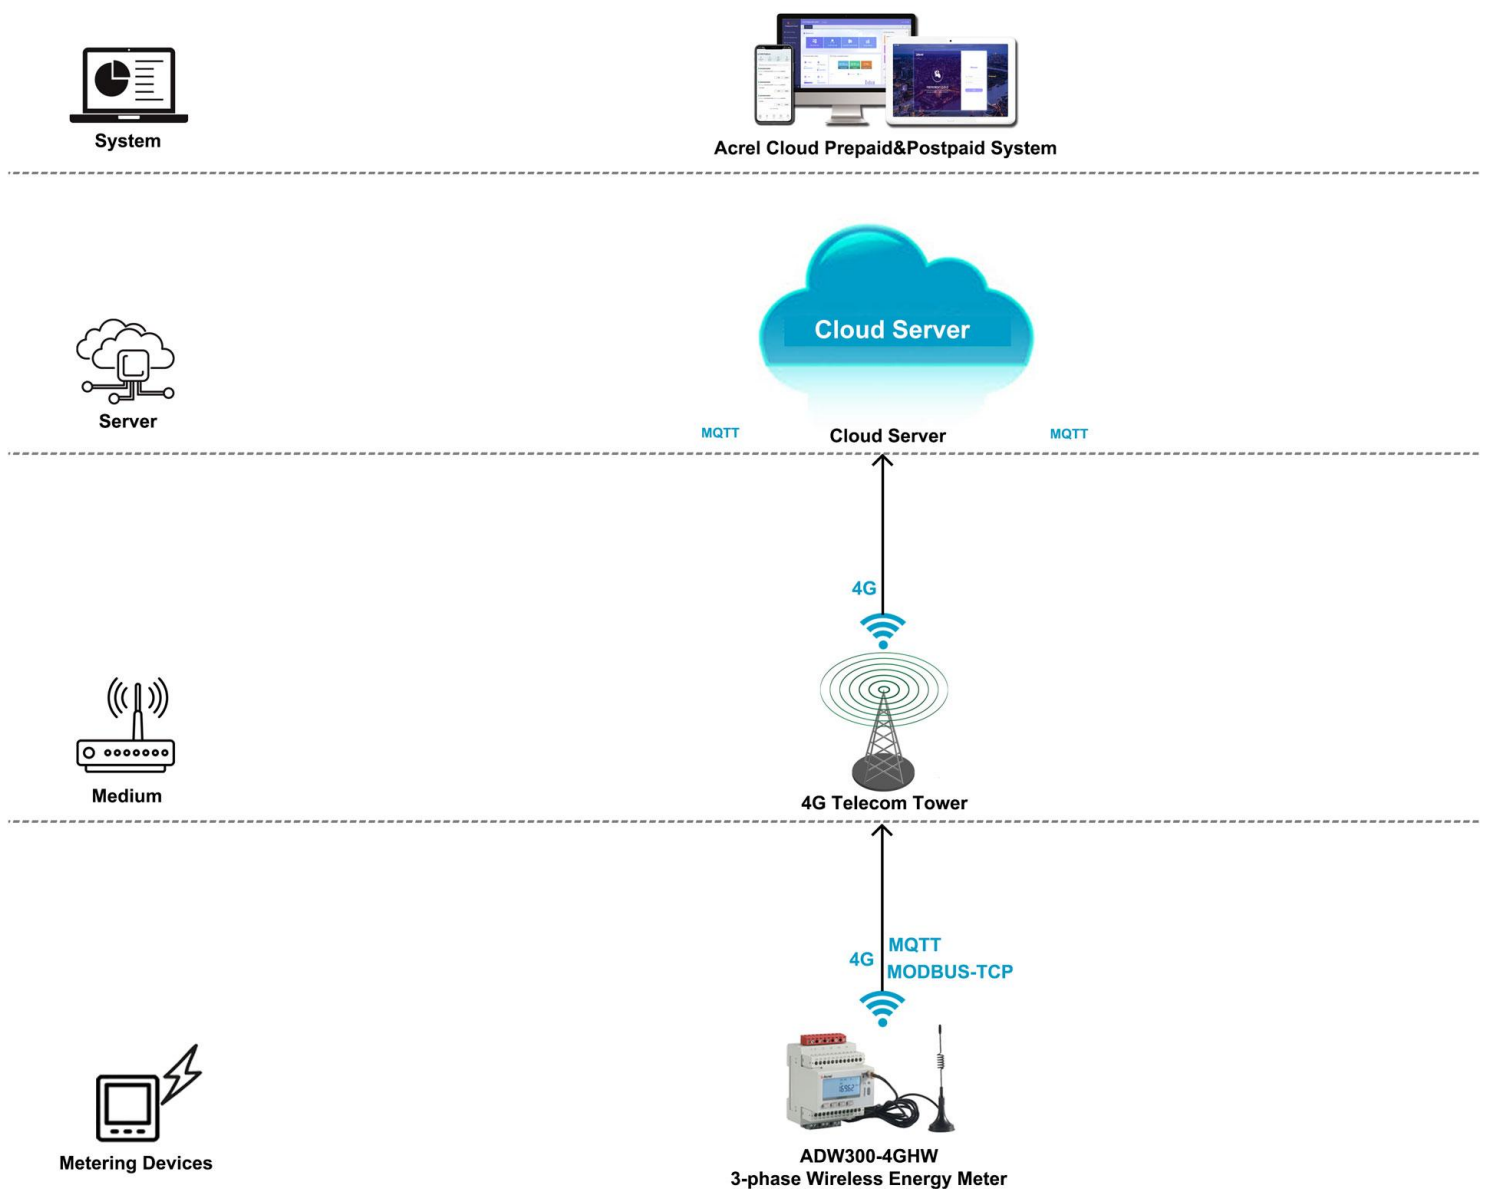 System
Acrel Cloud Prepaid&Postpaid System
Cloud Server
Server
MQTT
Cloud Server
MQTT
4G
Medium
4G Telecom Tower
4G
MQTT
MODBUS-TCP
Metering Devices
ADW300-4GHW
3-phase Wireless Energy Meter